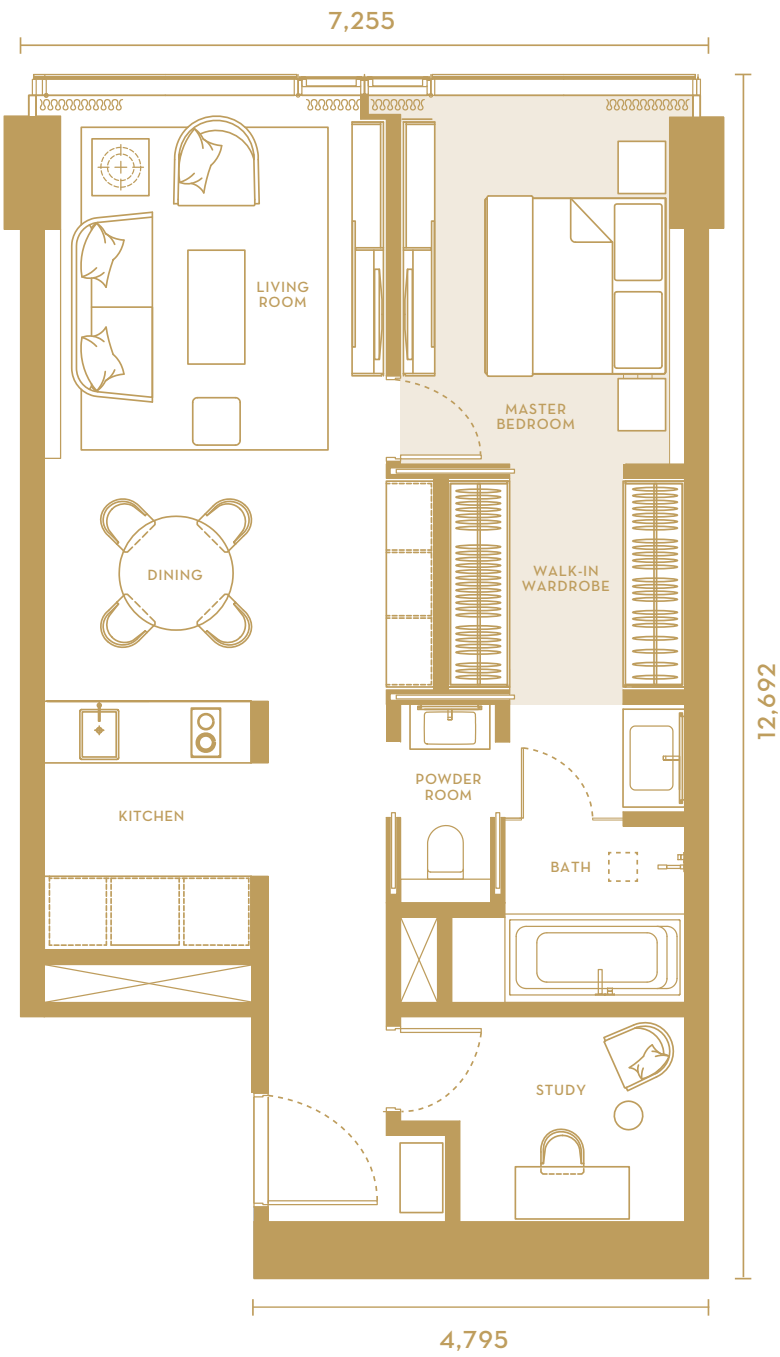 7,255
LIVING
ROOM
MASTER
BEDROOM
DINING
WALK-IN
WARDROBE
12,692
POWDER
ROOM
KITCHEN
BATH
STUDY
4,795